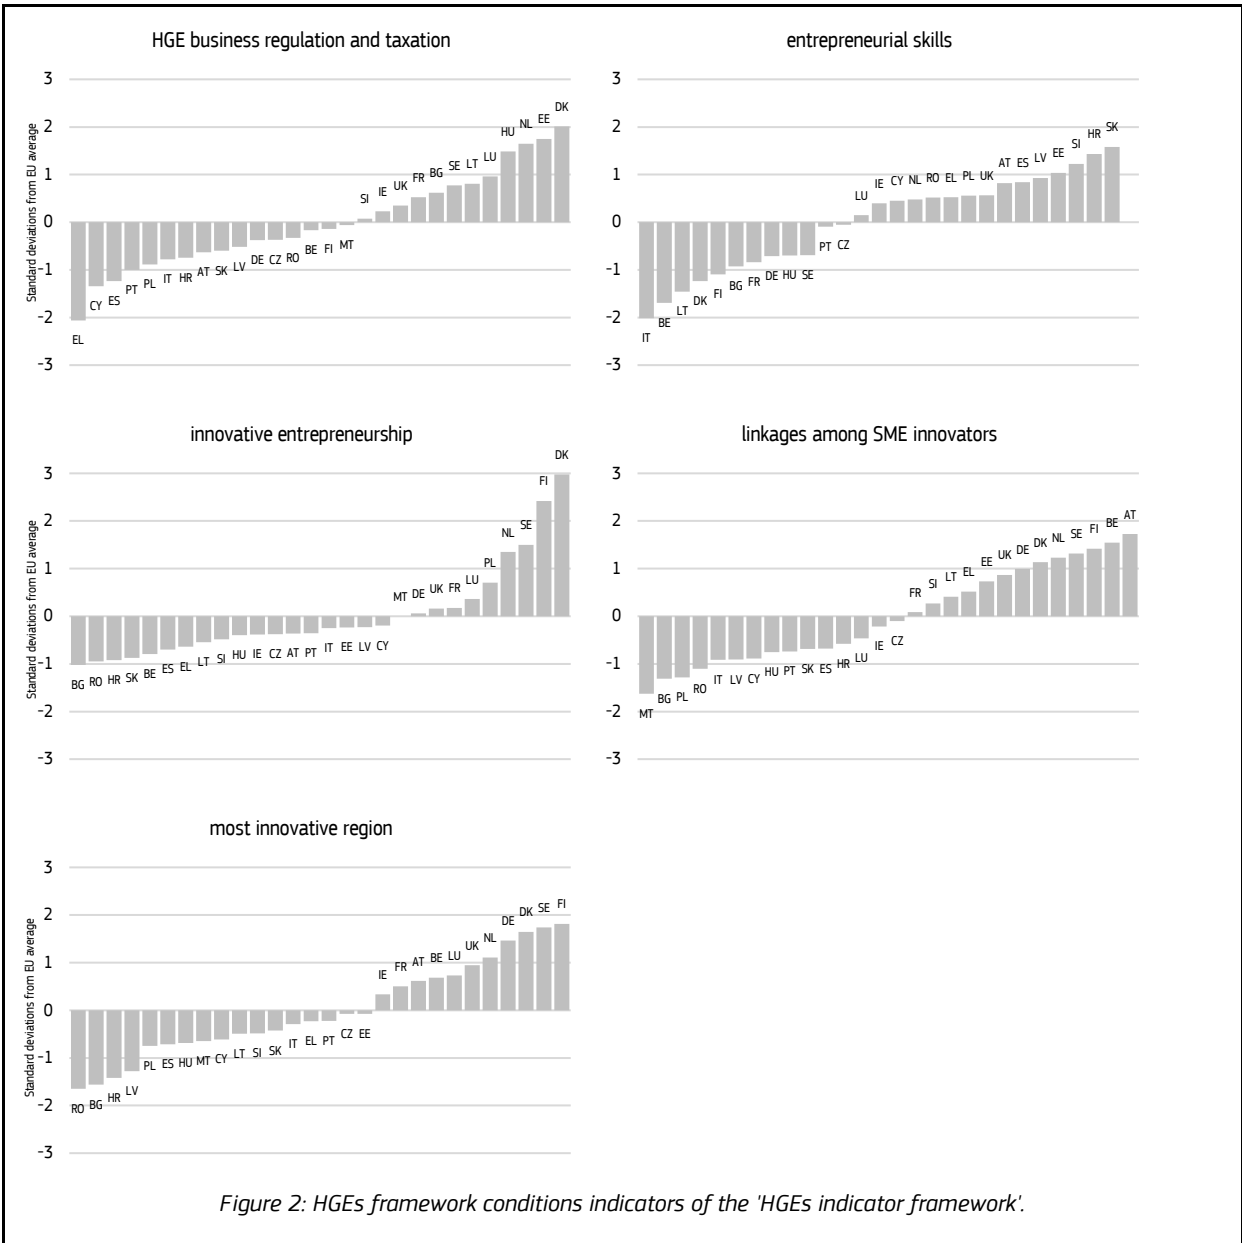 HGE business regulation and taxation
Standard deviations from EU average
3
2
1
0
-1
-2
-3
EL CY ES PT PL IT HR AT SK LV DE CZ RO BE FI MT SI IE UK FR BG SE LT LU HU NL EE DK
entrepreneurial skills
3
2
1
0
-1
-2
-3
IT BE LT DK FI BG FR DE HU SE PT CZ LU IE CY NL RO EL PL UK AT ES LV EE SI HR SK
innovative entrepreneurship
Standard deviations from EU average
3
2
1
0
-1
-2
-3
BG RO HR SK BE ES EL LT SI HU IE CZ AT PT IT EE LV CY MT DE UK FR LU PL NL SE FI DK
linkages among SME innovators
3
2
1
0
-1
-2
-3
MT BG PL RO IT LV CY HU PT SK ES HR LU IE CZ FR SI LT EL EE UK DE DK NL SE FI BE AT
most innovative region
Standard deviations from EU average
3
2
1
0
-1
-2
-3
RO BG HR LV PL ES HU MT CY LT SI SK IT EL PT CZ EE IE FR AT BE LU UK NL DE DK SE FI
Figure 2: HGEs framework conditions indicators of the 'HGEs indicator framework'.